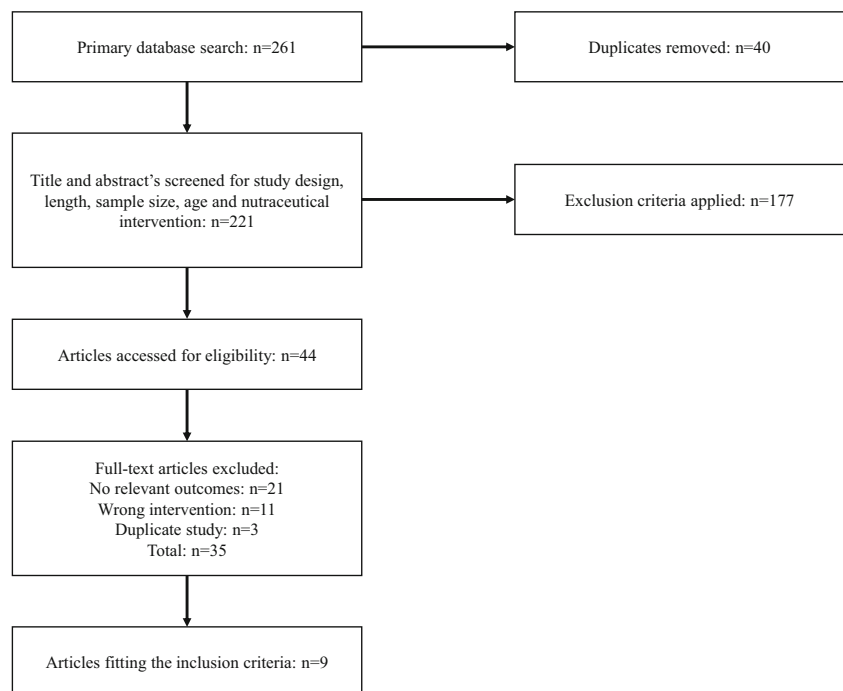 Primary database search: n=261
Duplicates removed: n=40
Title and abstract's screened for study design,
length, sample size, age and nutraceutical
intervention: n=221
Exclusion criteria applied: n=177
Articles accessed for eligibility: n=44
Full-text articles excluded:
No relevant outcomes: n=21
Wrong intervention: n=11
Duplicate study: n=3
Total: n=35
Articles fitting the inclusion criteria: n=9